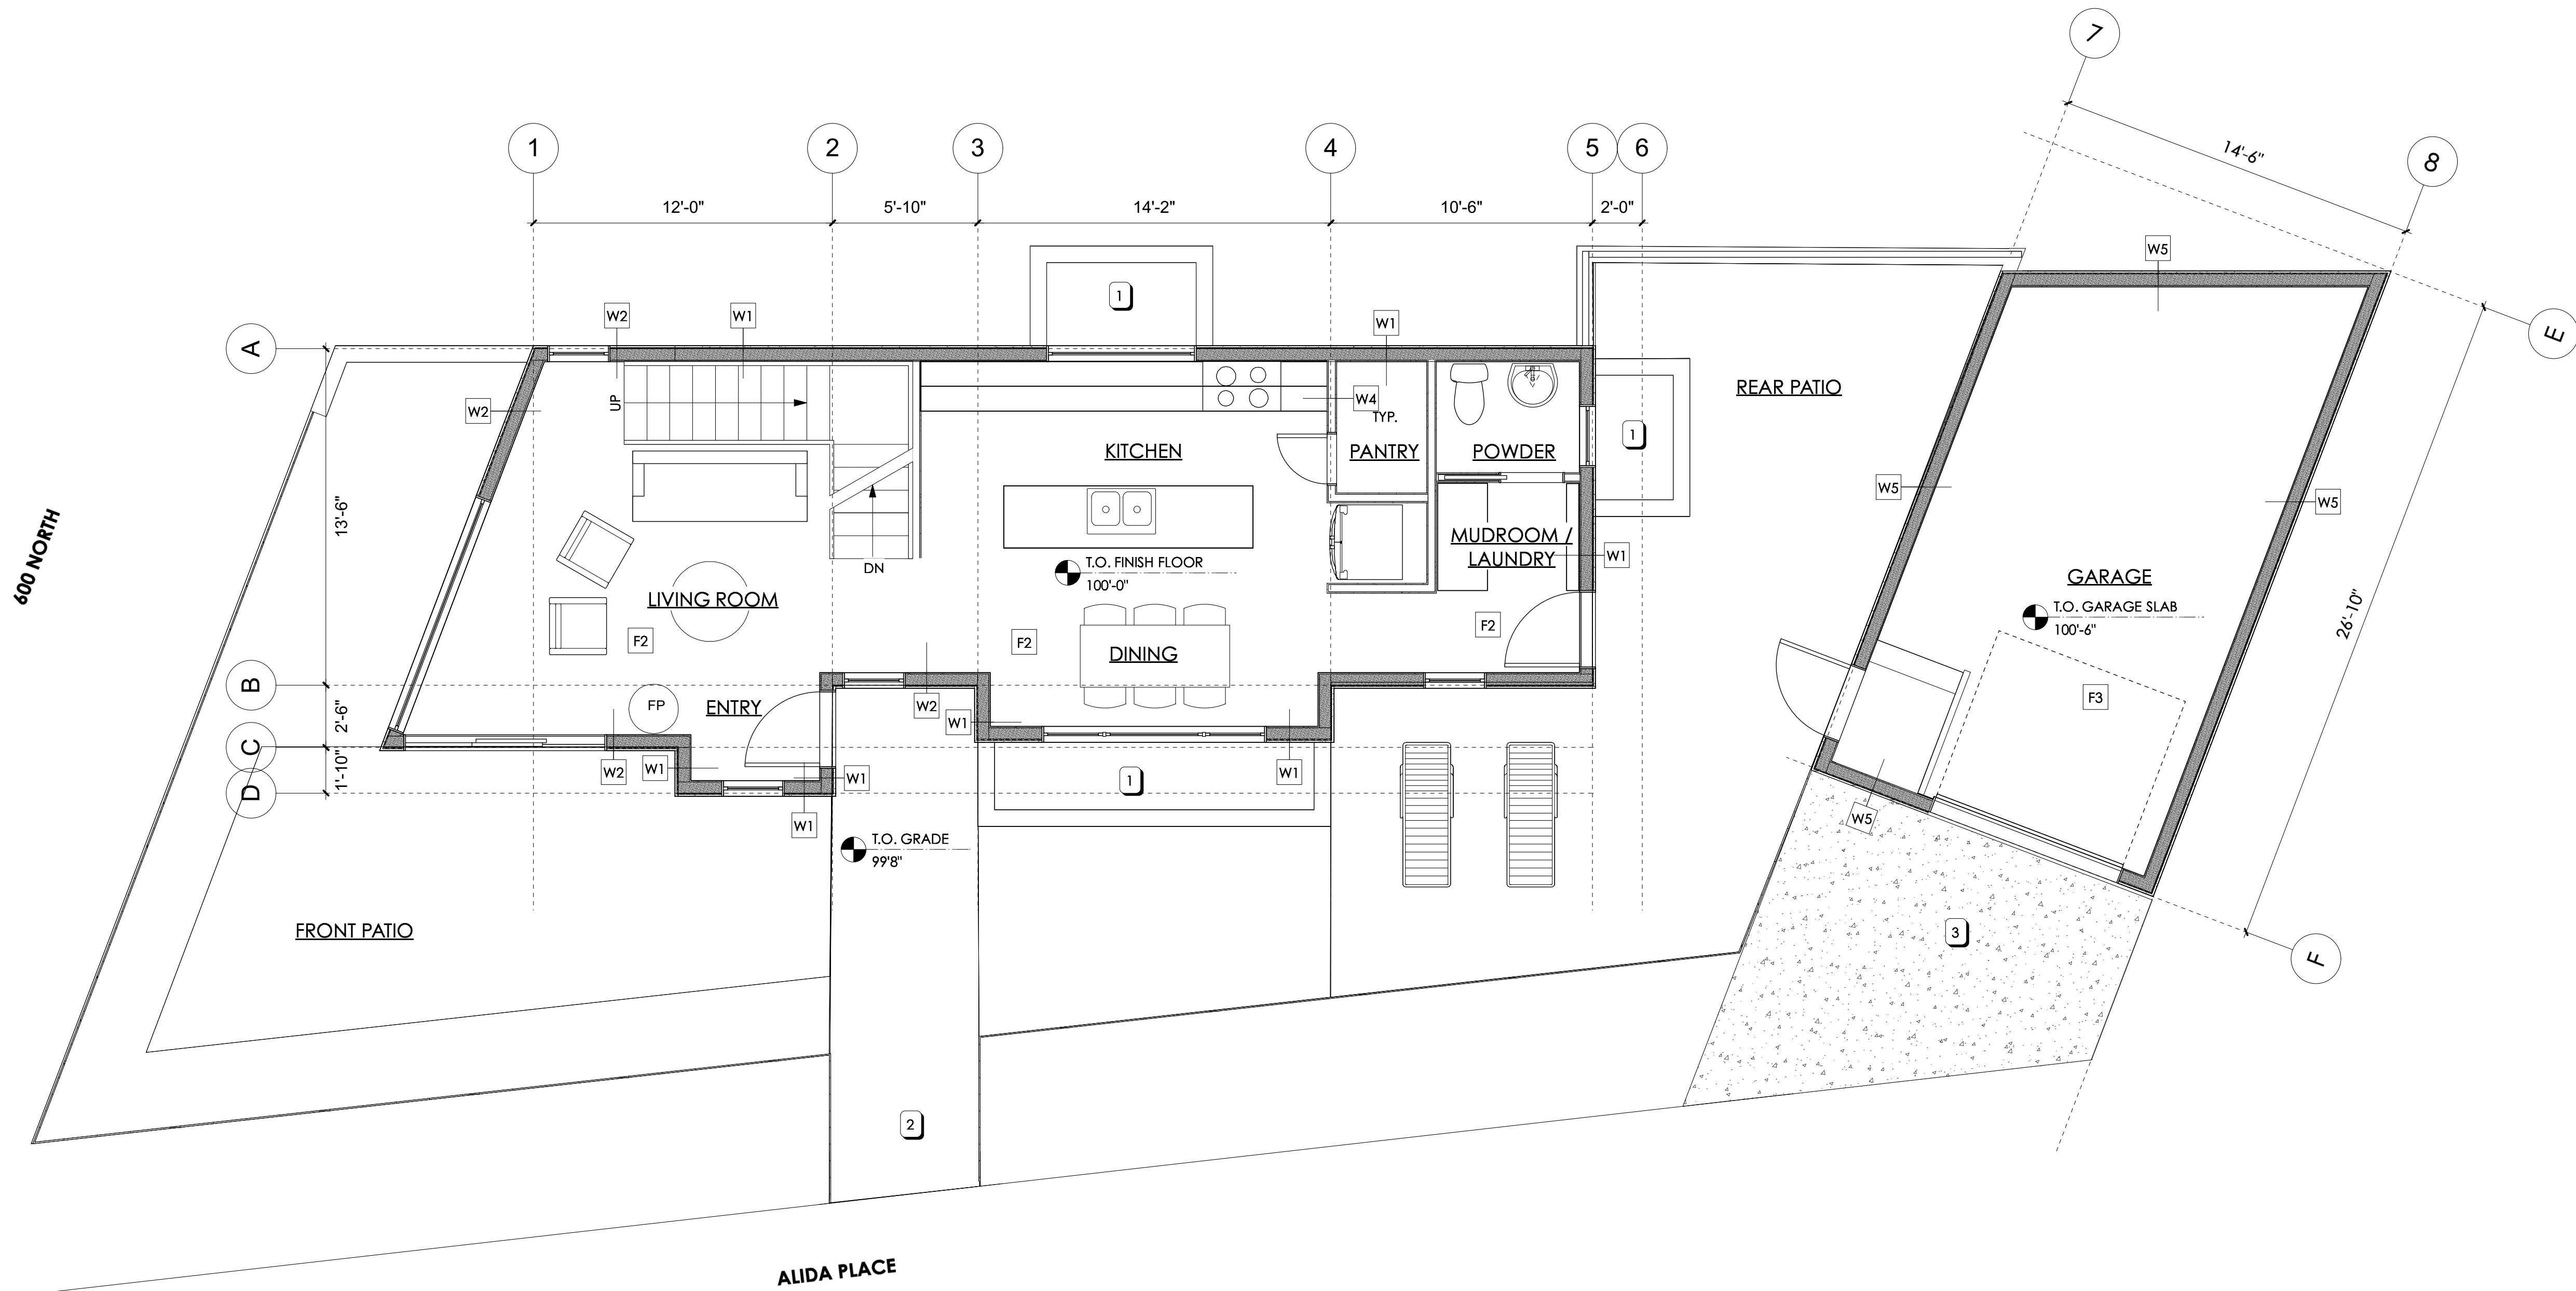 7
8
14'-6"
1
2
3
4
5
6
12'-0"
5'-10"
14'-2"
10'-6"
2'-0"
W5
E
1
W2
W1
W1
A
REAR PATIO
UP
W2
W4
TYP.
KITCHEN
PANTRY
POWDER
1
W5
W5
13'-6"
600 NORTH
MUDROOM /
LAUNDRY
W1
T.O. FINISH FLOOR
100'-0"
DN
GARAGE
T.O. GARAGE SLAB
100'-6"
26'-10"
LIVING ROOM
F2
F2
F2
DINING
B
F3
FP
ENTRY
W2
W1
2'-6"
C
W2
W1
W1
1
W1
1'-10"
D
W1
W5
T.O. GRADE
99'8"
FRONT PATIO
3
F
2
ALIDA PLACE